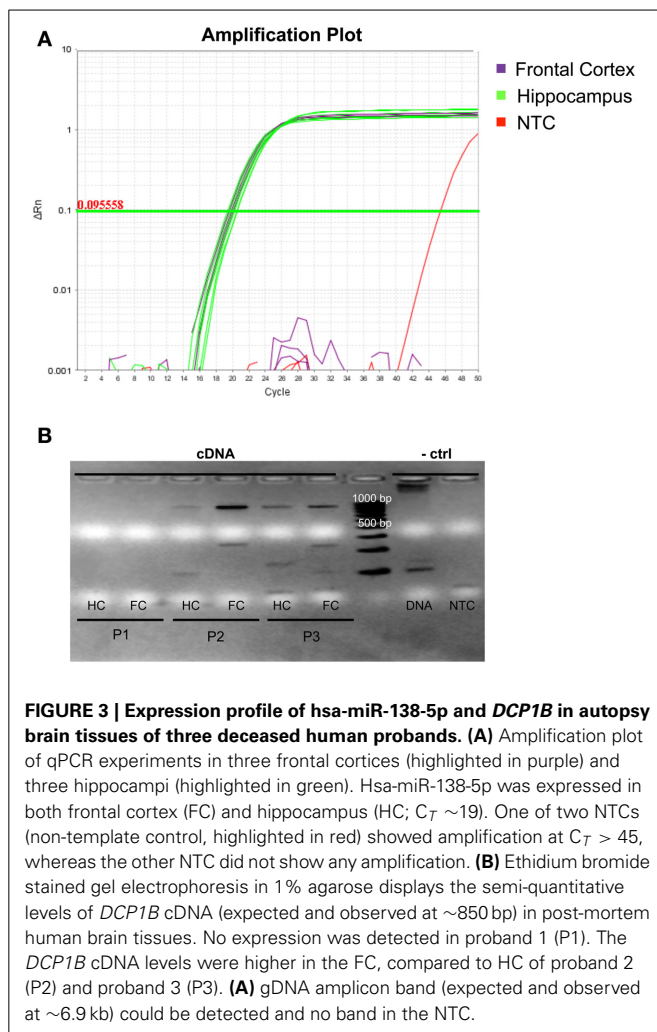 A
Amplification Plot
10
1
0.1
0.01
0.001
ΔRn
0.095558
2 4 6 8 10 12 14 16 18 20 22 24 26 28 30 32 34 36 38 40 42 44 46 48 50
Cycle
Frontal Cortex
Hippocampus
NTC
B
cDNA
- ctrl
1000 bp
500 bp
HC FC HC FC HC FC DNA NTC
P1 P2 P3
FIGURE 3 | Expression profile of hsa-miR-138-5p and DCP1B in autopsy
brain tissues of three deceased human probands. (A) Amplification plot
of qPCR experiments in three frontal cortices (highlighted in purple) and
three hippocampi (highlighted in green). Hsa-miR-138-5p was expressed in
both frontal cortex (FC) and hippocampus (HC; CT ∼19). One of two NTCs
(non-template control, highlighted in red) showed amplification at CT > 45,
whereas the other NTC did not show any amplification. (B) Ethidium bromide
stained gel electrophoresis in 1% agarose displays the semi-quantitative
levels of DCP1B cDNA (expected and observed at ∼850 bp) in post-mortem
human brain tissues. No expression was detected in proband 1 (P1). The
DCP1B cDNA levels were higher in the FC, compared to HC of proband 2
(P2) and proband 3 (P3). (A) gDNA amplicon band (expected and observed
at ∼6.9 kb) could be detected and no band in the NTC.